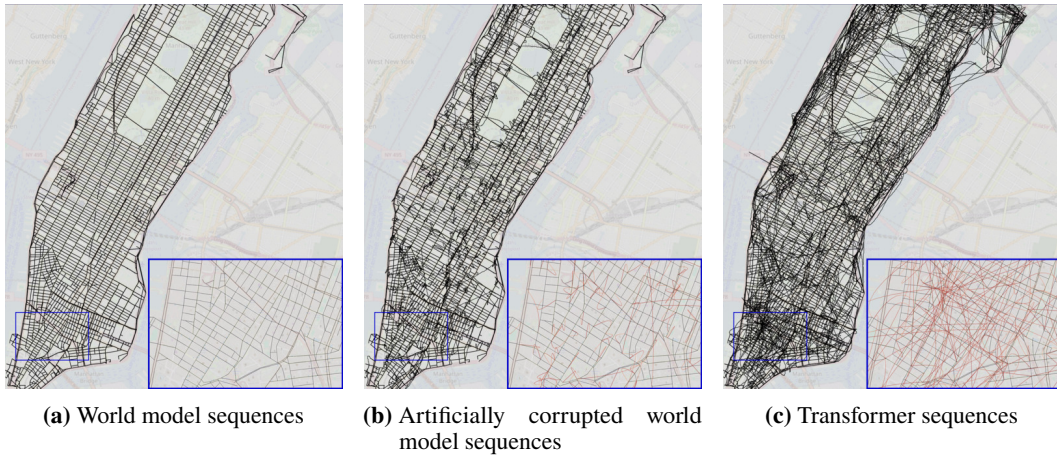 Guttenberg
West New York
Guttenberg
West New York
Guttenberg
West New York
(a) World model sequences
(b) Artificially corrupted world
model sequences
(c) Transformer sequences